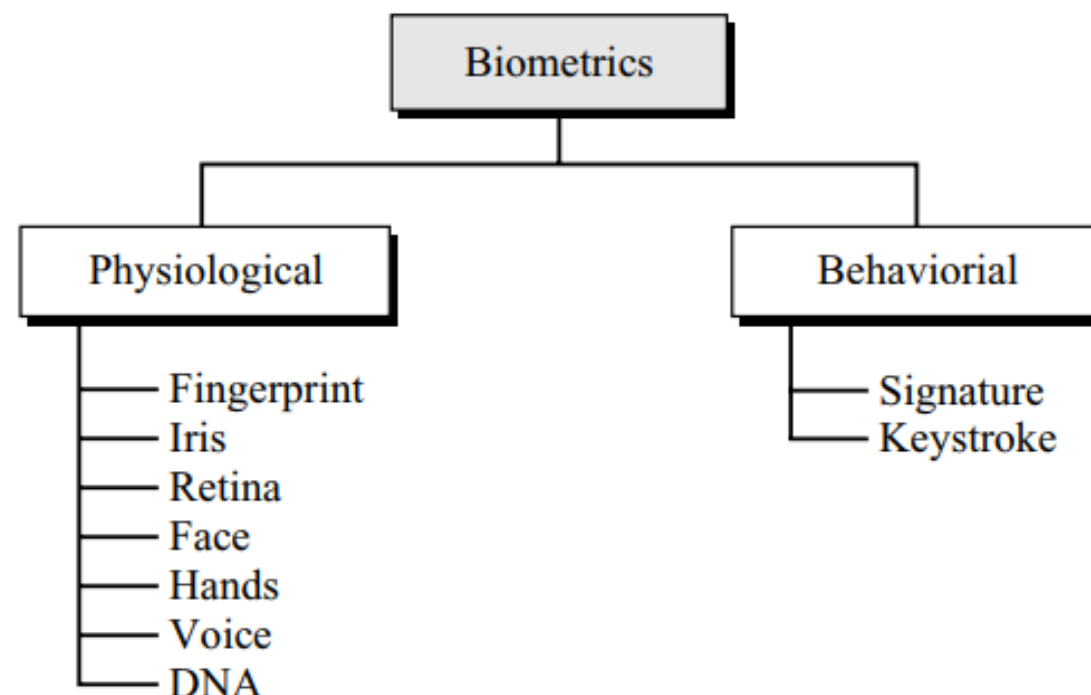 Biometrics
Physiological
Behaviorial
Fingerprint
Iris
Retina
Face
Hands
Voice
DNA
Signature
Keystroke